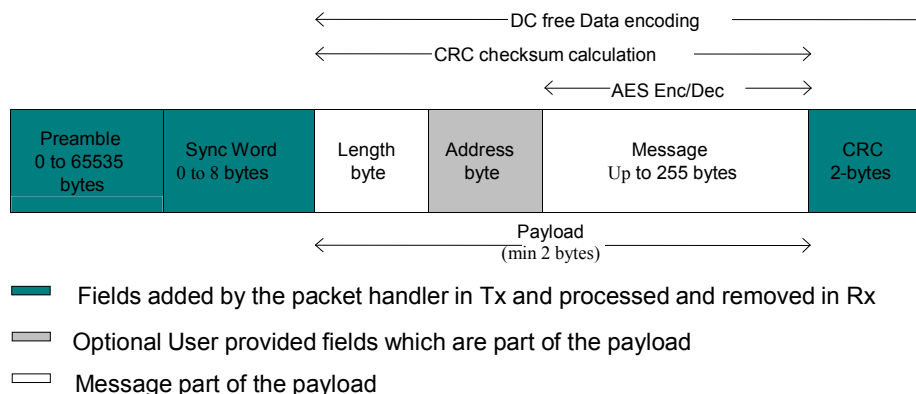 DC free Data encoding
CRC checksum calculation
AES Enc/Dec
Preamble
0 to 65535
bytes
Sync Word
0 to 8 bytes
Length
byte
Address
byte
Message
Up to 255 bytes
CRC
2-bytes
Payload
(min 2 bytes)
Fields added by the packet handler in Tx and processed and removed in Rx
Optional User provided fields which are part of the payload
Message part of the payload